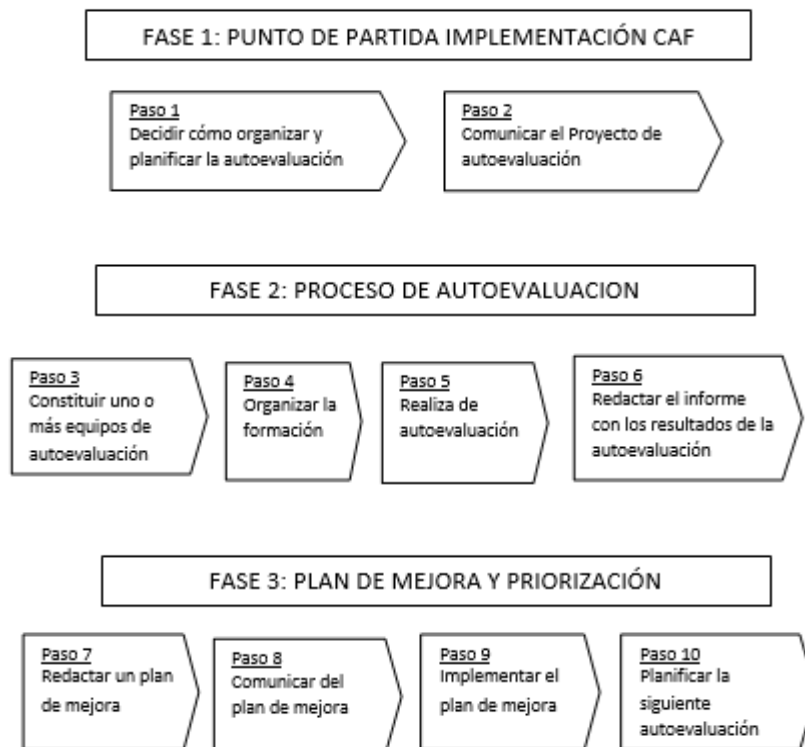 FASE 1: PUNTO DE PARTIDA IMPLEMENTACIÓN CAF
Paso 1
Decidir cómo organizar y
planificar la autoevaluación
Paso 2
Comunicar el Proyecto de
autoevaluación
FASE 2: PROCESO DE AUTOEVALUACION
Paso 3
Constituir uno o
más equipos de
autoevaluación
Paso 4
Organizar la
formación
Paso 5
Realiza de
autoevaluación
Paso 6
Redactar el informe
con los resultados de la
autoevaluación
FASE 3: PLAN DE MEJORA Y PRIORIZACIÓN
Paso 7
Redactar un plan
de mejora
Paso 8
Comunicar del
plan de mejora
Paso 9
Implementar el
plan de mejora
Paso 10
Planificar la
siguiente
autoevaluación